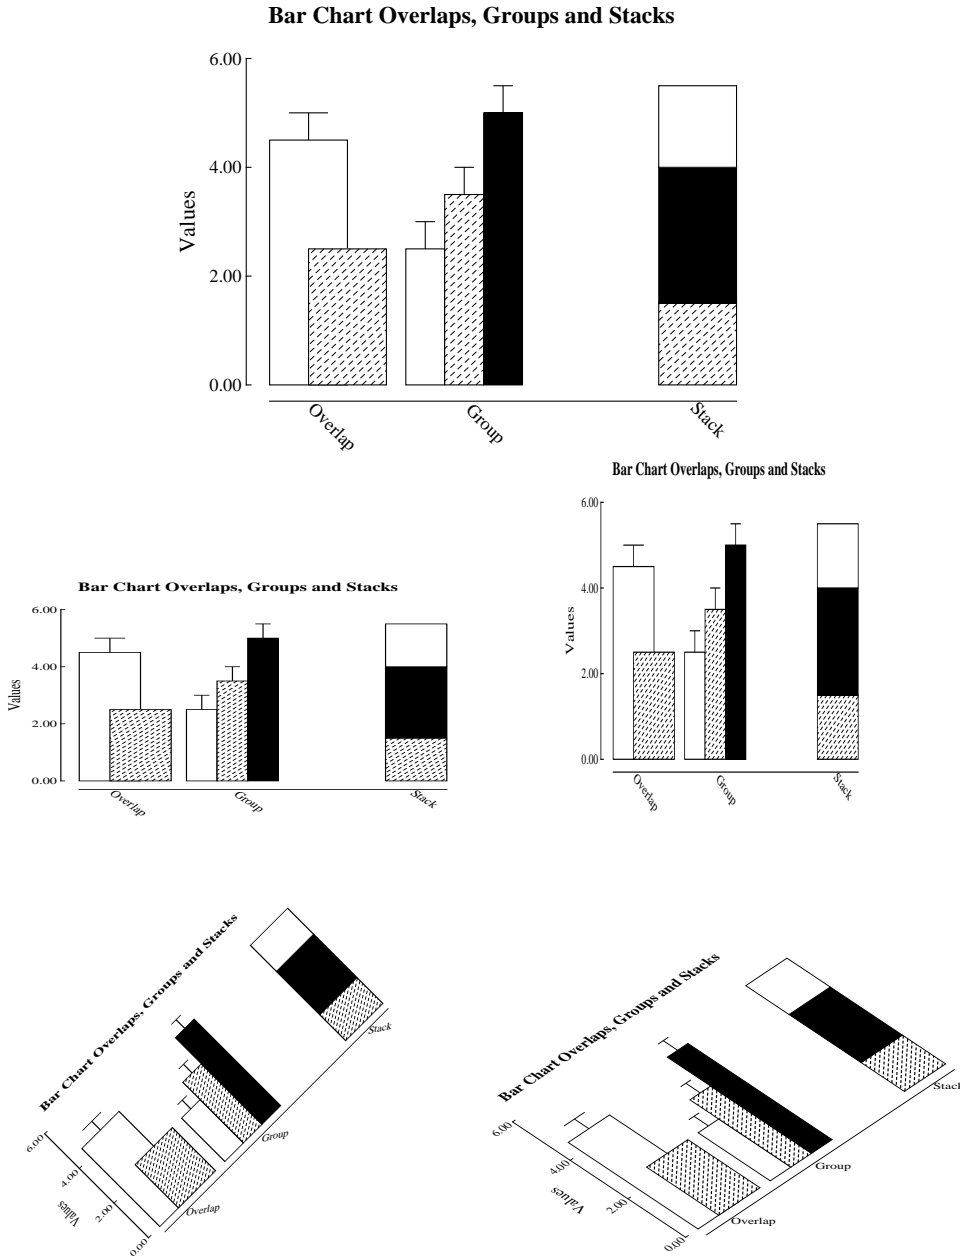 Bar Chart Overlaps, Groups and Stacks
6.00
4.00
2.00
0.00
Values
Overlap
Group
Stack
Bar Chart Overlaps, Groups and Stacks
6.00
4.00
2.00
0.00
Values
Overlap
Group
Stack
Bar Chart Overlaps, Groups and Stacks
6.00
4.00
2.00
0.00
Values
Overlap
Group
Stack
Bar Chart Overlaps, Groups and Stacks
6.00
4.00
2.00
0.00
Values
Overlap
Group
Stack
Bar Chart Overlaps, Groups and Stacks
6.00
4.00
2.00
0.00
Values
Overlap
Group
Stack